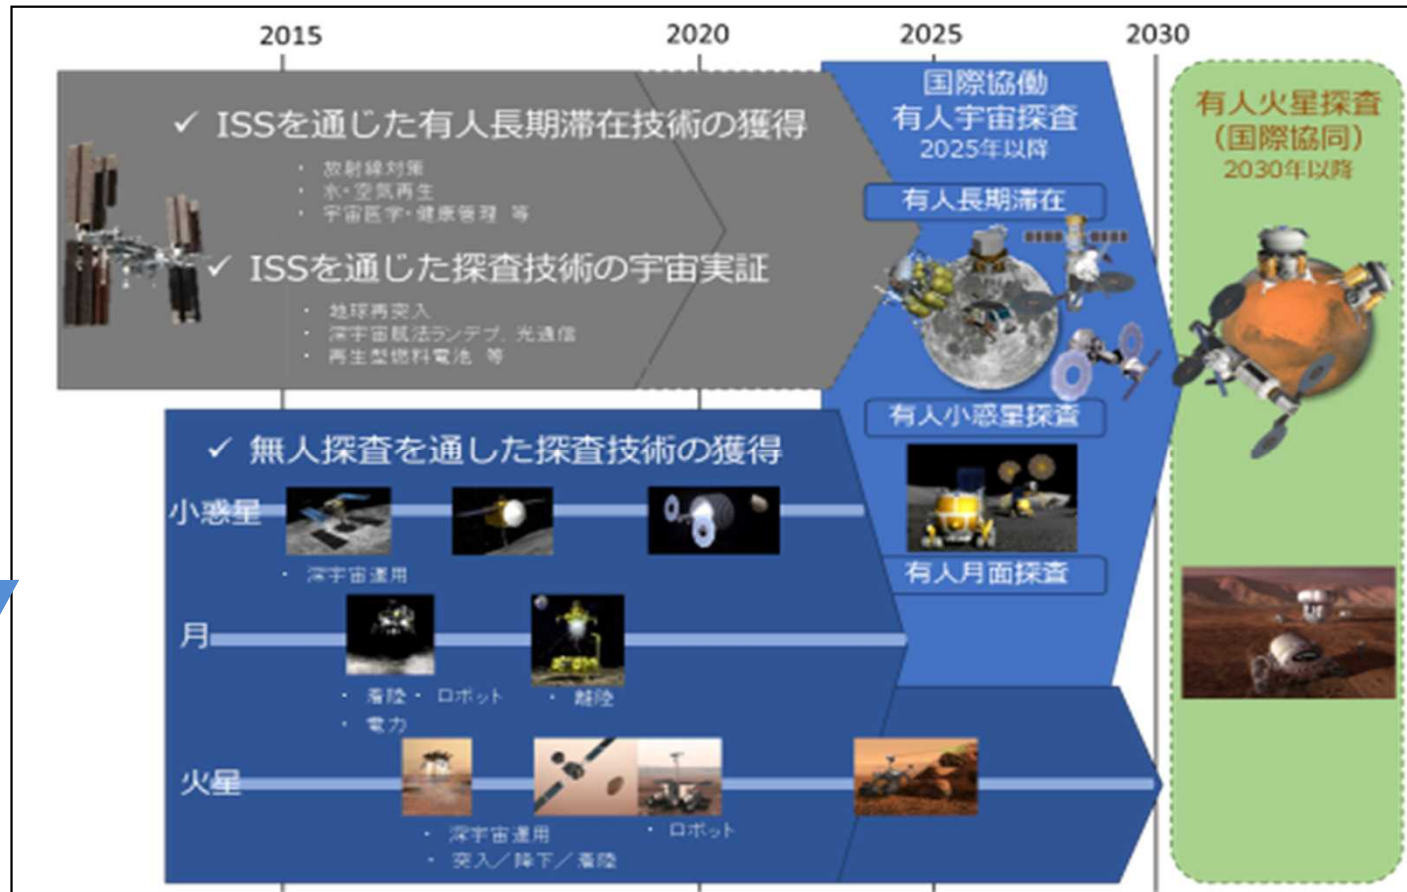 2015
2020
2025
2030
✓ ISSを通じた有人長期滞在技術の獲得
・ 放射線対策
・ 水・空気再生
・ 宇宙医学・健康管理 等
✓ ISSを通じた探査技術の宇宙実証
・ 地球再突入
・ 深宇宙航法ランデブ, 光通信
・ 再生型燃料電池 等
国際協働
有人宇宙探査
2025年以降
有人長期滞在
有人小惑星探査
有人月面探査
有人火星探査
(国際協同)
2030年以降
✓ 無人探査を通した探査技術の獲得
小惑星
・ 深宇宙運用
月
・ 着陸・ ロボット
・ 電力
・ 離陸
火星
・ 深宇宙運用
・ 突入/降下/着陸
・ ロボット